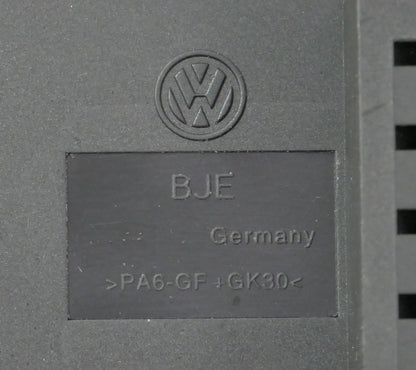 VW
BJE
Germany
>PA6-GF+GK30<